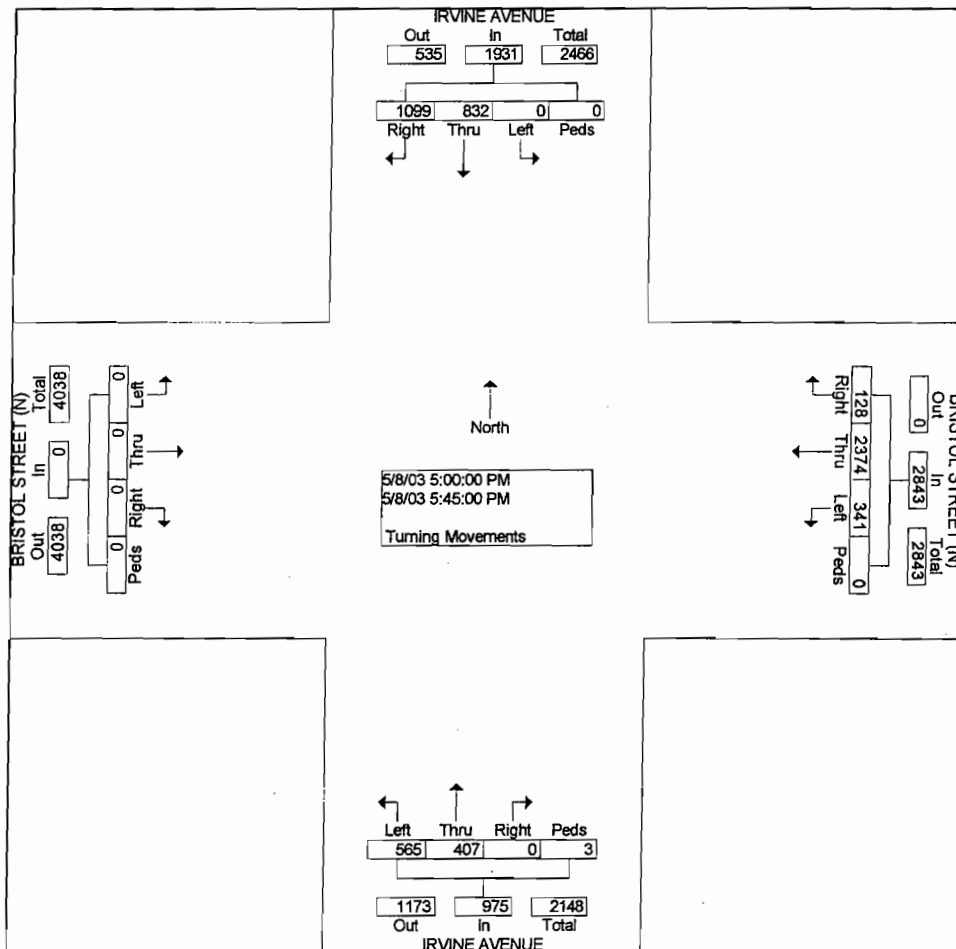 IRVINE AVENUE
Out In Total
535 1931 2466
1099 832 0 0
Right Thru Left Peds
BRISTOL STREET (N)
Total In Out
4038 0 4038
0 0 0 0
Left Thru Right Peds
North
5/8/03 5:00:00 PM
5/8/03 5:45:00 PM
Turning Movements
Right Thru Left Peds
128 2374 341 0
0 2843 2843
Out In Total
BRISTOL STREET (N)
Left Thru Right Peds
565 407 0 3
1173 975 2148
Out In Total
IRVINE AVENUE